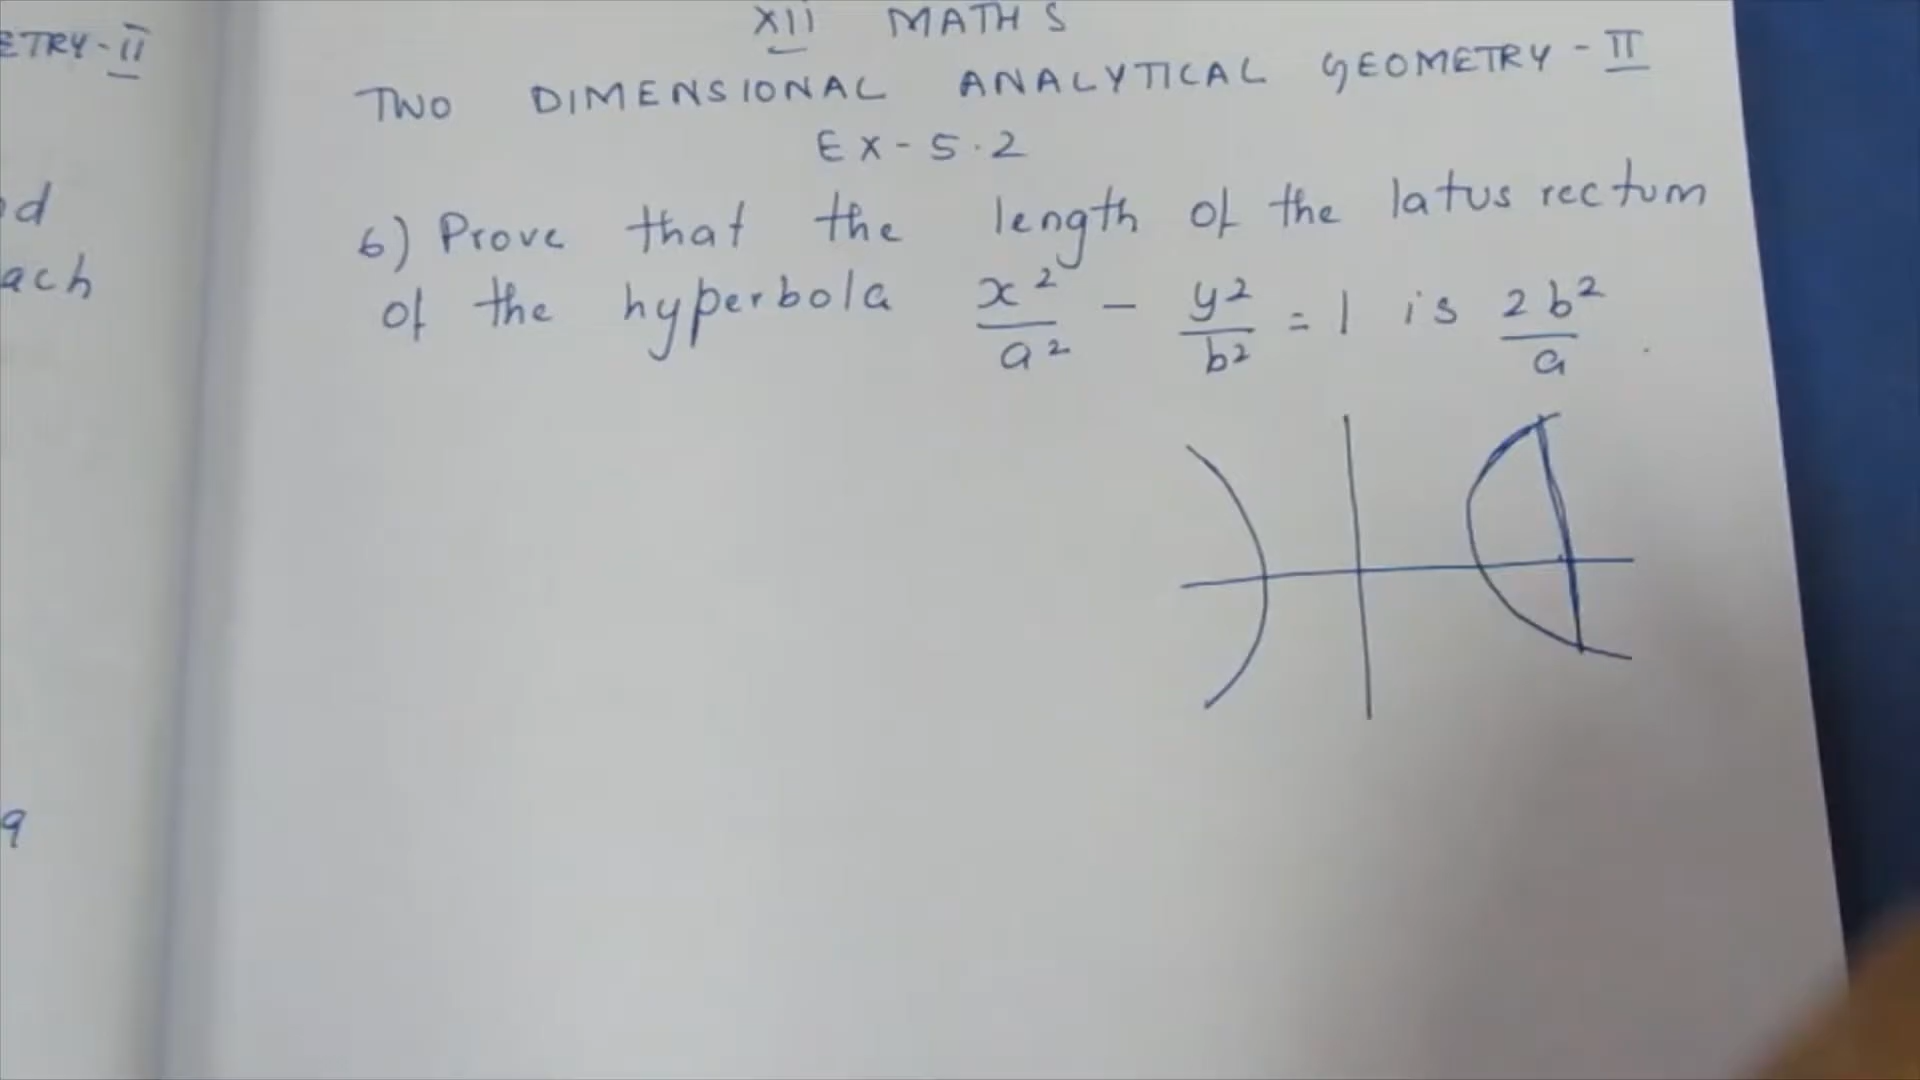 ETRY-II
d
ach
9
XII MATHS
TWO DIMENSIONAL ANALYTICAL GEOMETRY - II
EX-5.2
6) Prove that the length of the latus rectum
of the hyperbola x²/a² - y²/b² = 1 is 2b²/a.